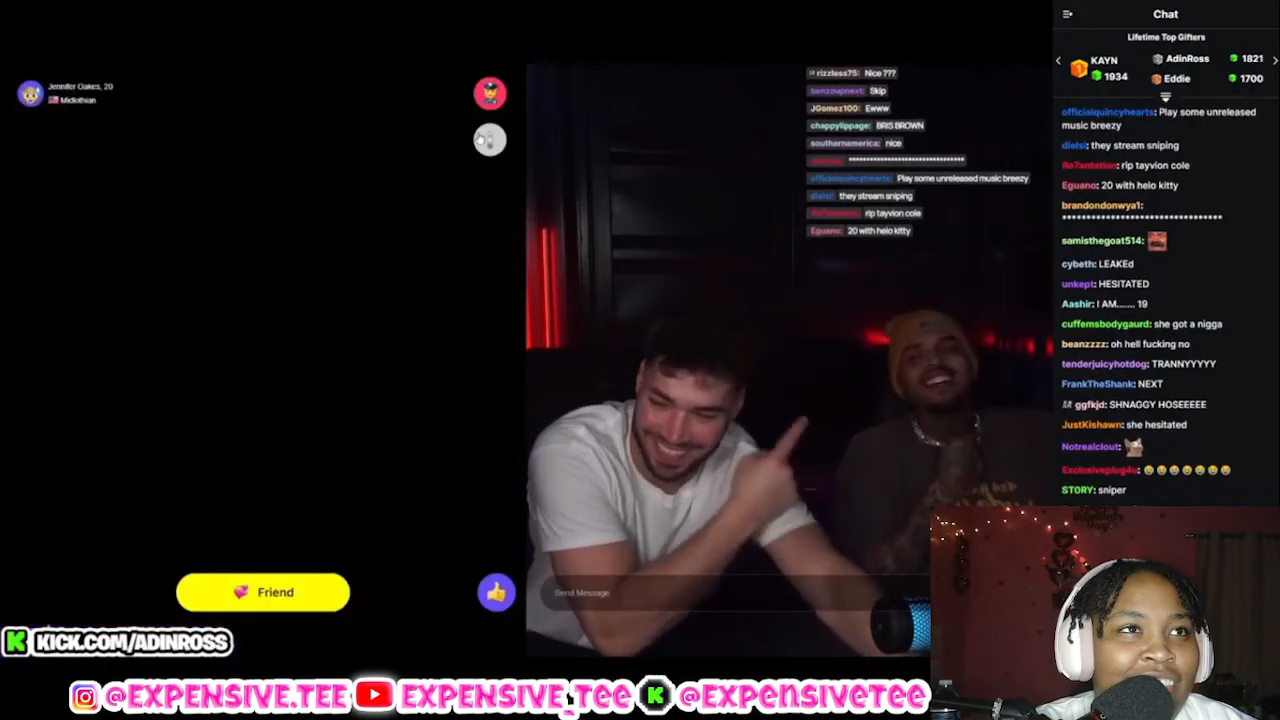 Jennifer Oakes, 20
Midlothian
Friend
KICK.COM/ADINROSS
rizzless75: Nice ???
benzoupnext: Skip
JGomez100: Ewww
chappylippage: BRIS BROWN
southernamerica: nice
officialquincyhearts: Play some unreleased music breezy
dielsi: they stream sniping
rip tayvion cole
Eguano: 20 with helo kitty
Send Message
Chat
Lifetime Top Gifters
KAYN
1934
AdinRoss 1821
Eddie 1700
officialquincyhearts: Play some unreleased
music breezy
dielsi: they stream sniping
Re7ardation: rip tayvion cole
Eguano: 20 with helo kitty
brandondonwya1:
*********************************
samisthegoat514:
cybeth: LEAKEd
unkept: HESITATED
Aashir: I AM....... 19
cuffemsbodygaurd: she got a nigga
beanzzzz: oh hell fucking no
tenderjuicyhotdog: TRANNYYYYY
FrankTheShank: NEXT
ggfkjd: SHNAGGY HOSEEEEE
JustKishawn: she hesitated
Notrealclout:
Exclusiveplug4u:
STORY: sniper
@EXPENSIVE.TEE EXPENSIVE_TEE @EXPENSIVETEE